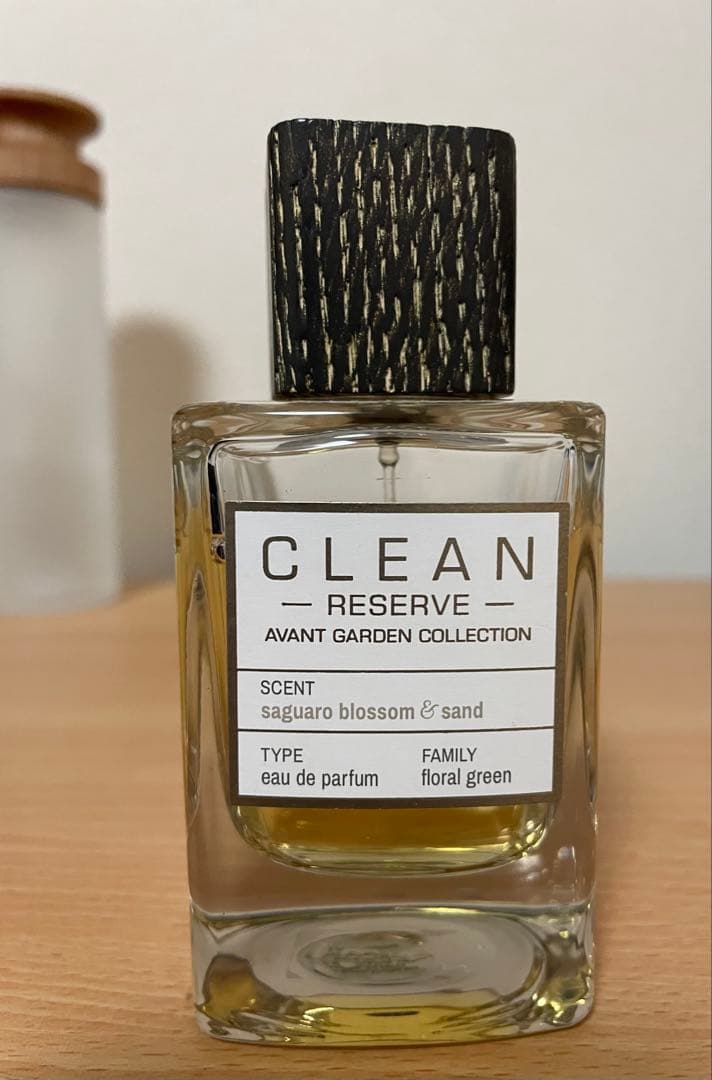 CLEAN
— RESERVE —
AVANT GARDEN COLLECTION
SCENT
saguaro blossom & sand
TYPE FAMILY
eau de parfum floral green